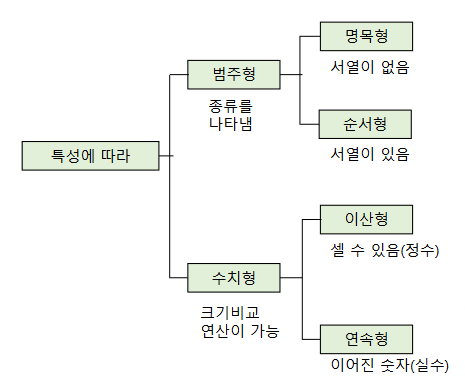 특성에 따라
범주형
종류를
나타냄
명목형
서열이 없음
순서형
서열이 있음
수치형
크기비교
연산이 가능
이산형
셀 수 있음(정수)
연속형
이어진 숫자(실수)